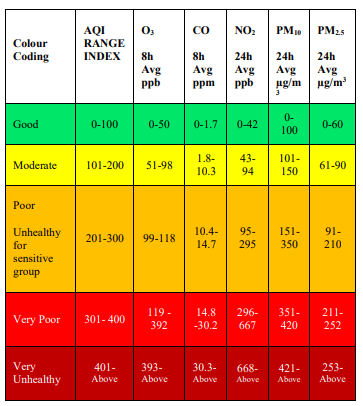 Colour Coding | AQI RANGE INDEX | O₃ 8h Avg ppb | CO 8h Avg ppm | NO₂ 24h Avg ppb | PM₁₀ 24h Avg µg/m³ | PM₂.₅ 24h Avg µg/m³
Good | 0-100 | 0-50 | 0-1.7 | 0-42 | 0-100 | 0-60
Moderate | 101-200 | 51-98 | 1.8-10.3 | 43-94 | 101-150 | 61-90
Poor Unhealthy for sensitive group | 201-300 | 99-118 | 10.4-14.7 | 95-295 | 151-350 | 91-210
Very Poor | 301- 400 | 119 - 392 | 14.8 -30.2 | 296-667 | 351-420 | 211-252
Very Unhealthy | 401- Above | 393- Above | 30.3- Above | 668- Above | 421- Above | 253- Above